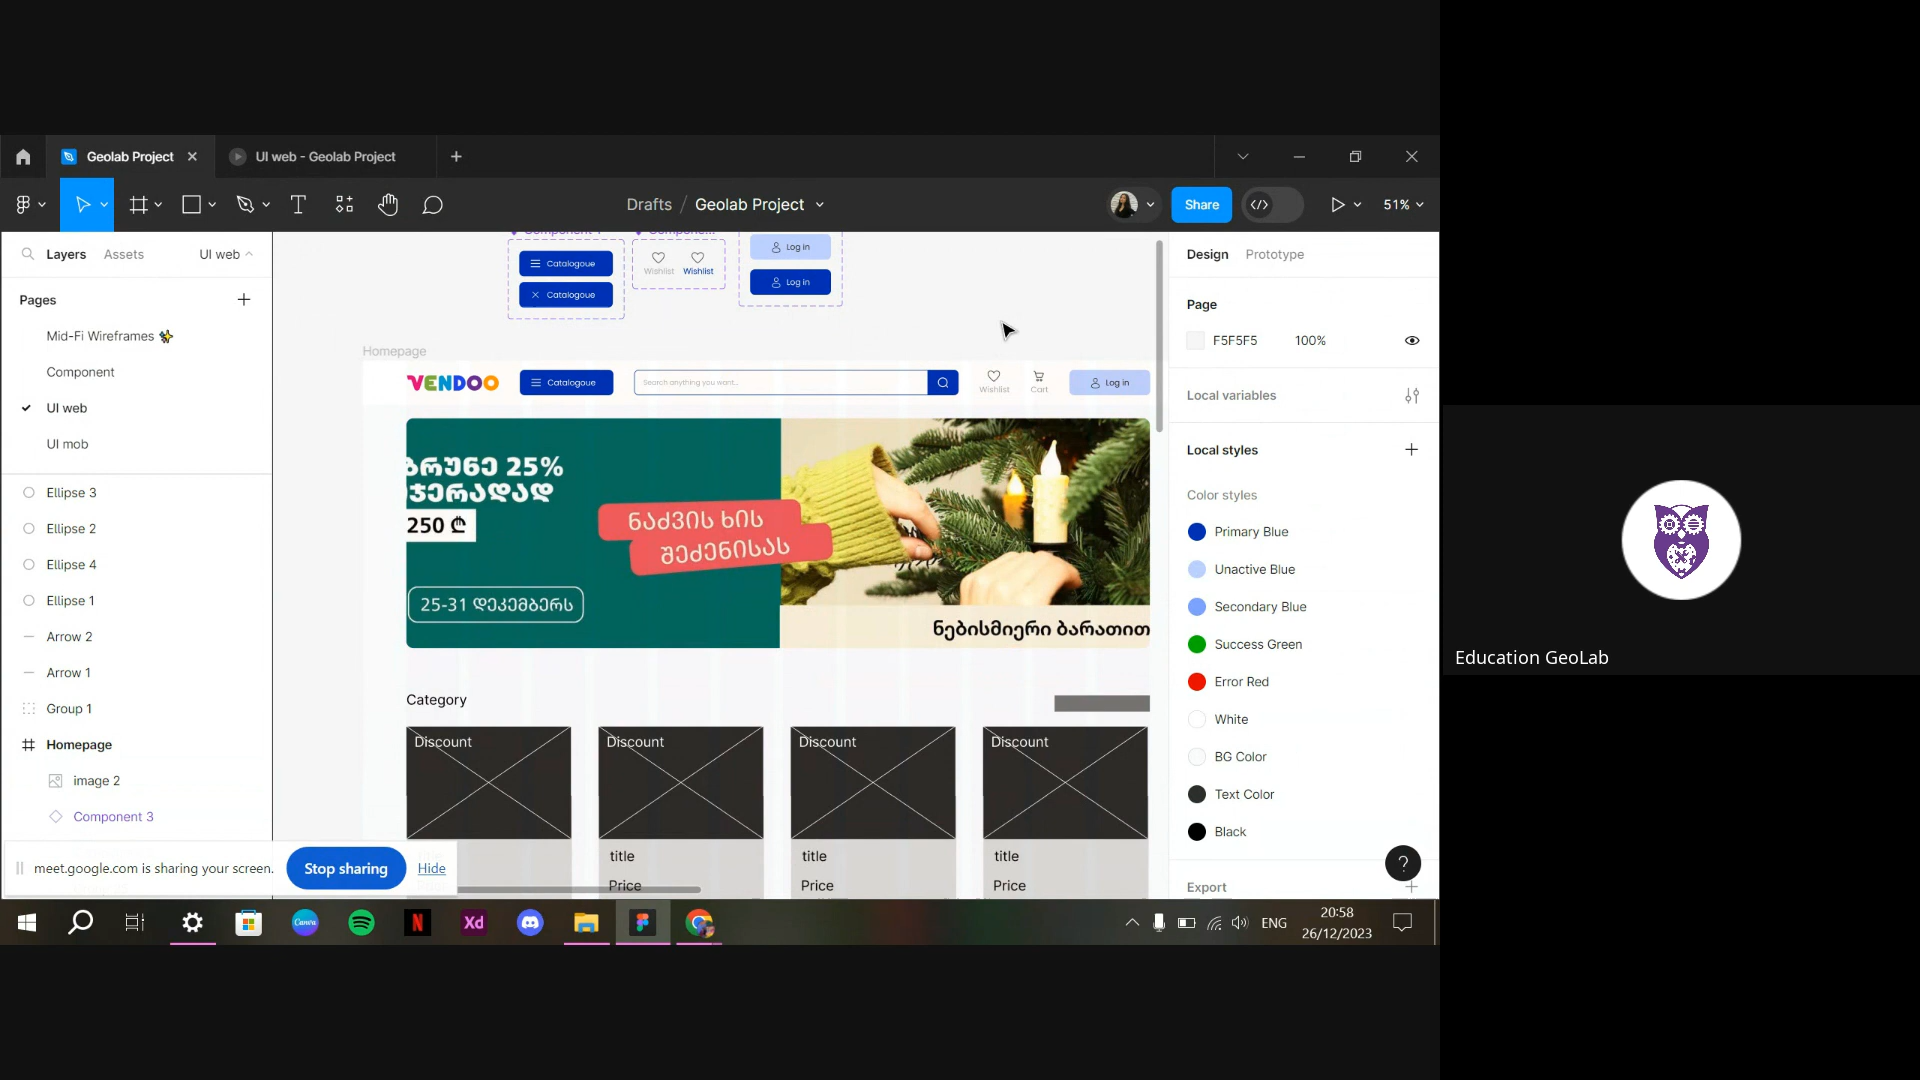 Geolab Project
UI web - Geolab Project
Drafts / Geolab Project
Share
51%
Layers
Assets
UI web
Pages
Mid-Fi Wireframes ✨
Component
UI web
UI mob
Ellipse 3
Ellipse 2
Ellipse 4
Ellipse 1
Arrow 2
Arrow 1
Group 1
Homepage
image 2
Component 3
Catalogoue
Catalogoue
Wishlist
Wishlist
Log in
Log in
Homepage
VENDOO
Catalogoue
Search anything you want...
Wishlist
Cart
Log in
250 ₾
25%
ნაძვის ხის
შეძენისას
25-31 დეკემბერს
ნებისმიერი ბარათით
Category
Discount
Discount
Discount
Discount
title
title
title
Price
Price
Price
Design
Prototype
Page
F5F5F5
100%
Local variables
Local styles
Color styles
Primary Blue
Unactive Blue
Secondary Blue
Success Green
Error Red
White
BG Color
Text Color
Black
Export
?
meet.google.com is sharing your screen.
Stop sharing
Hide
Canva
N
Xd
ENG
20:58
26/12/2023
Education GeoLab